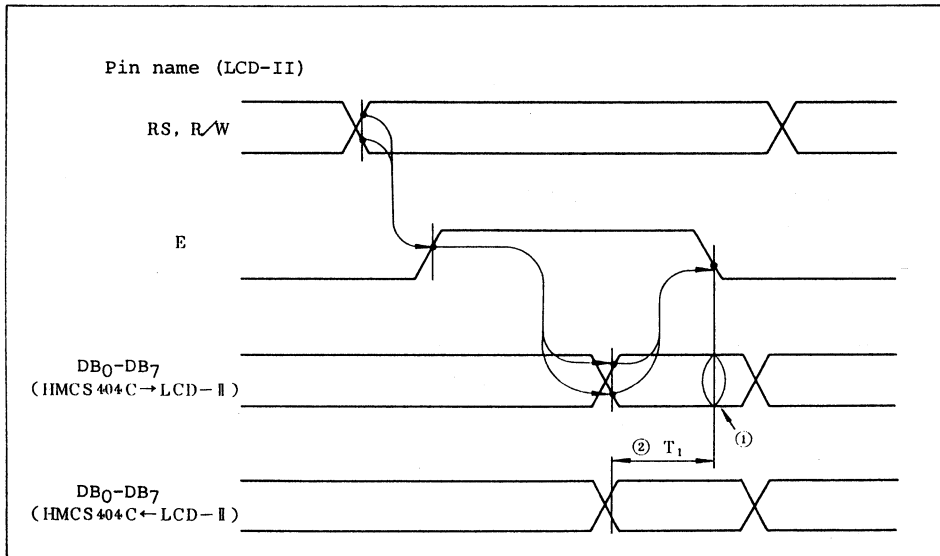 Pin name (LCD-II)
RS, R/W
E
DB0-DB7
(HMCS404C→LCD-Ⅱ)
① 
② T1
DB0-DB7
(HMCS404C←LCD-Ⅱ)